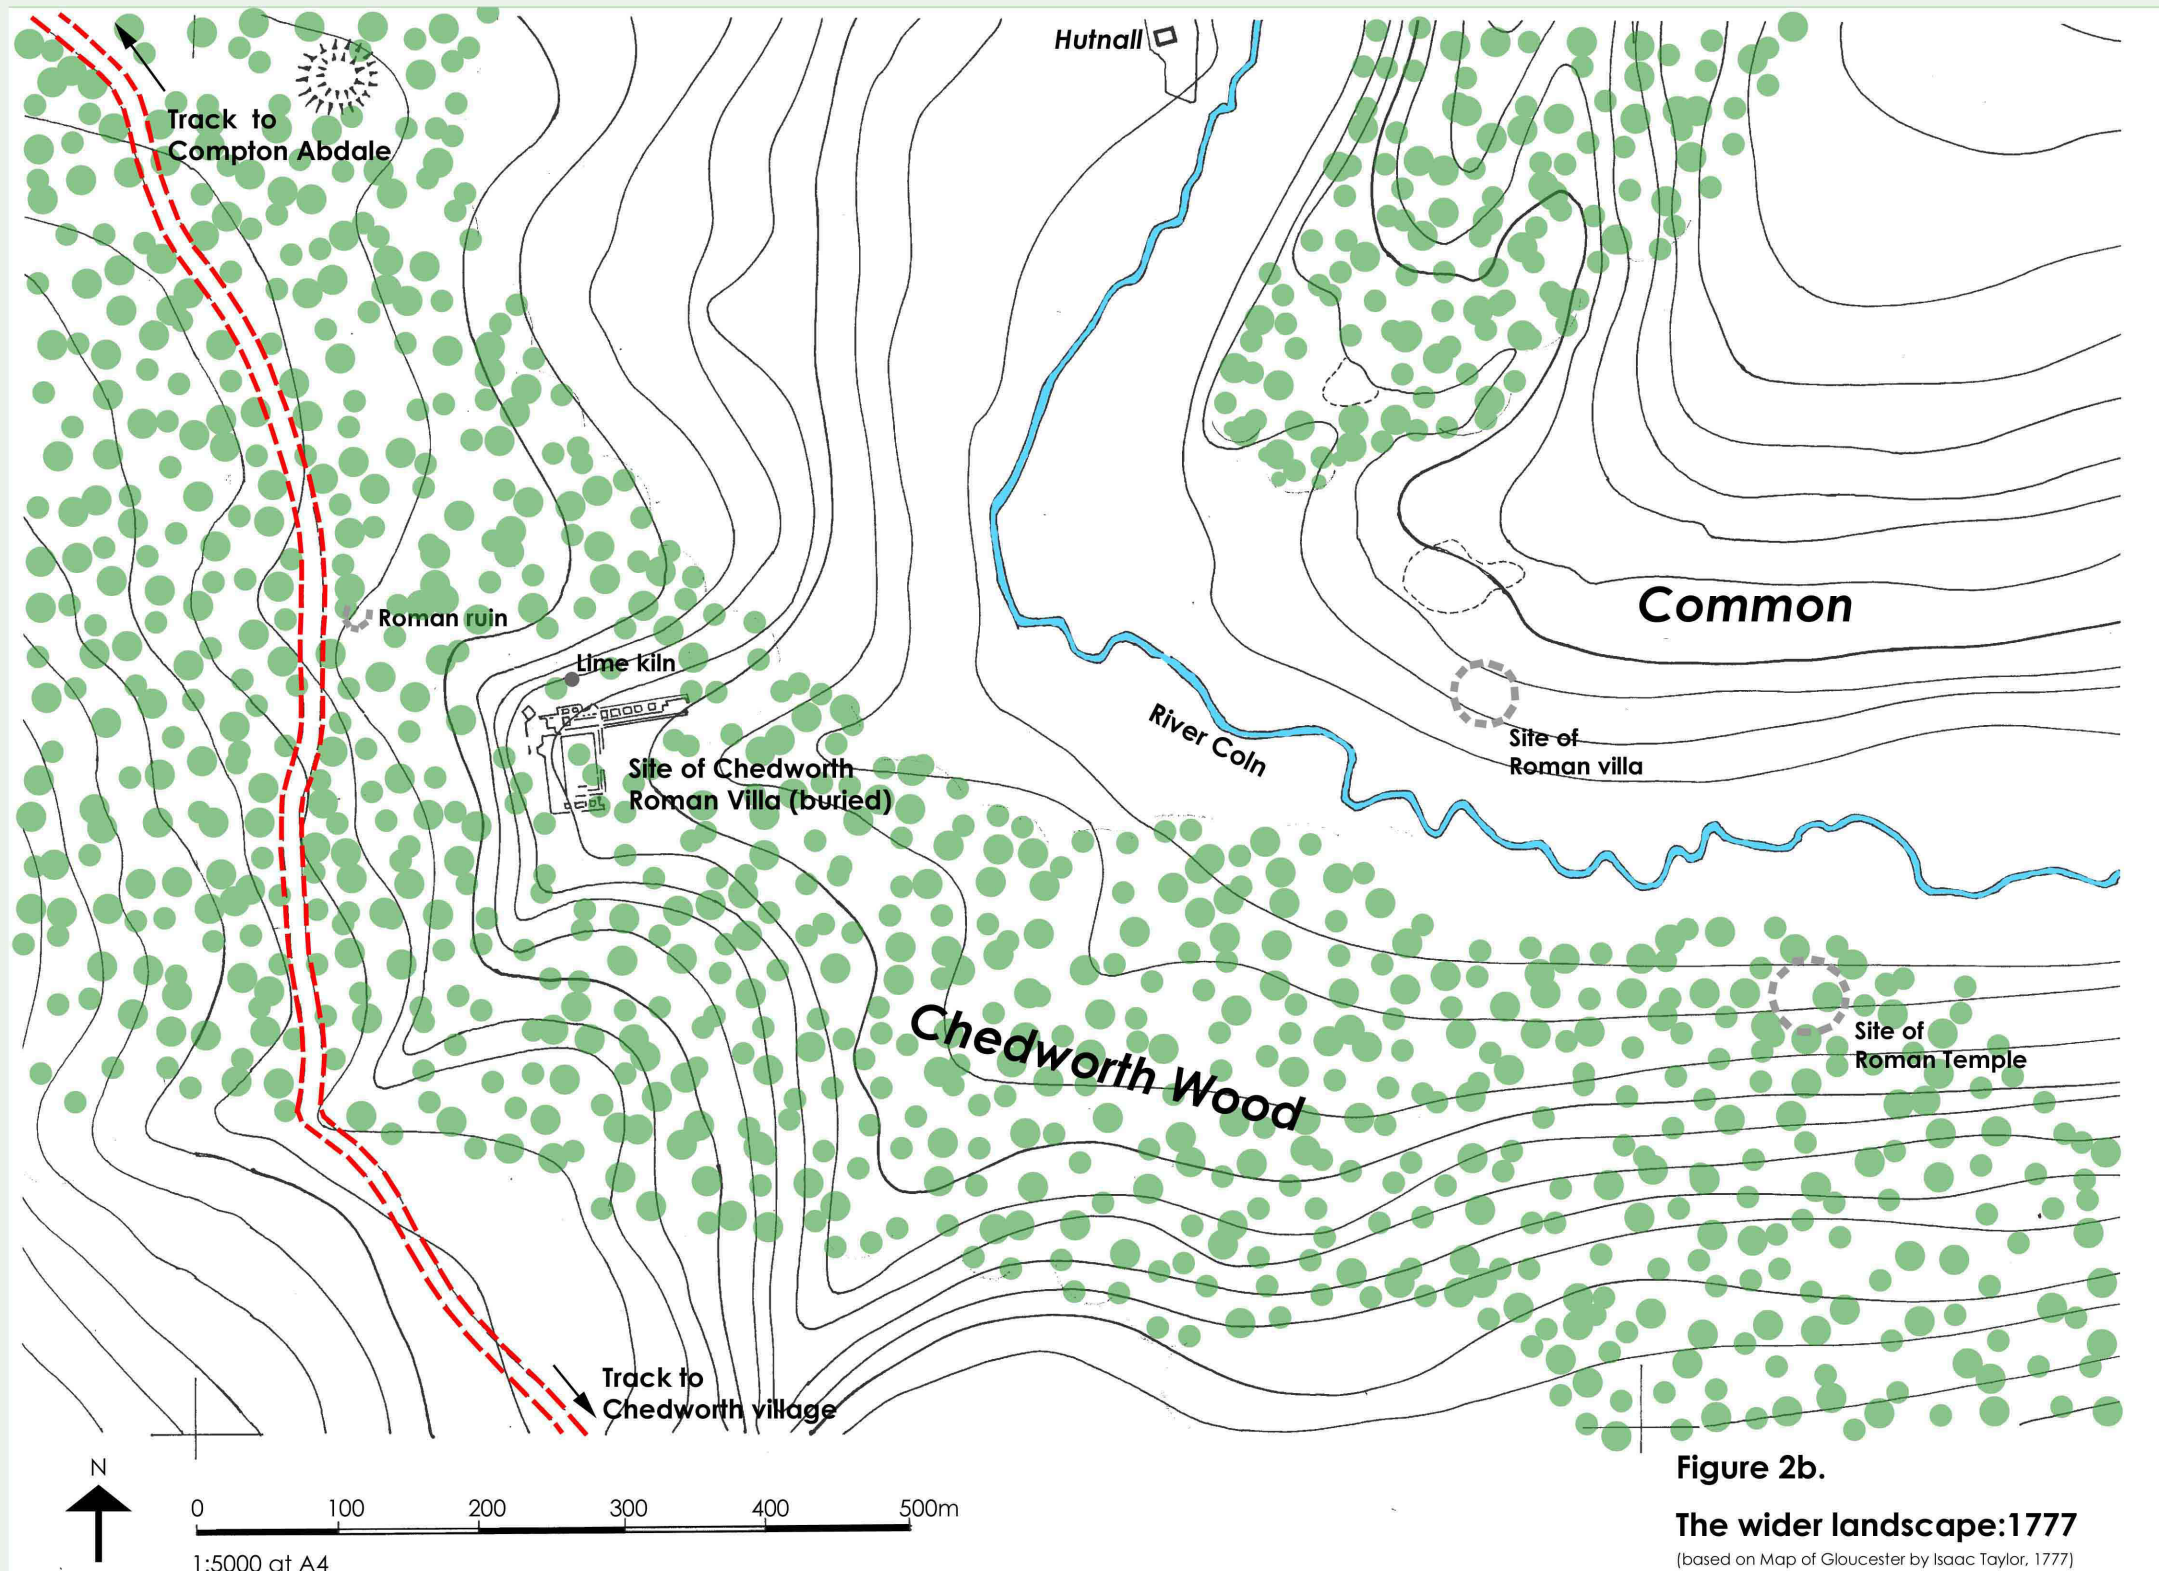 Hutnall
Track to
Compton Abdale
Roman ruin
Lime kiln
Common
River Coln
Site of
Roman villa
Site of Chedworth
Roman Villa (buried)
Chedworth Wood
Site of
Roman Temple
Track to
Chedworth village
N
0 100 200 300 400 500m
1:5000 at A4
Figure 2b.
The wider landscape:1777
(based on Map of Gloucester by Isaac Taylor, 1777)